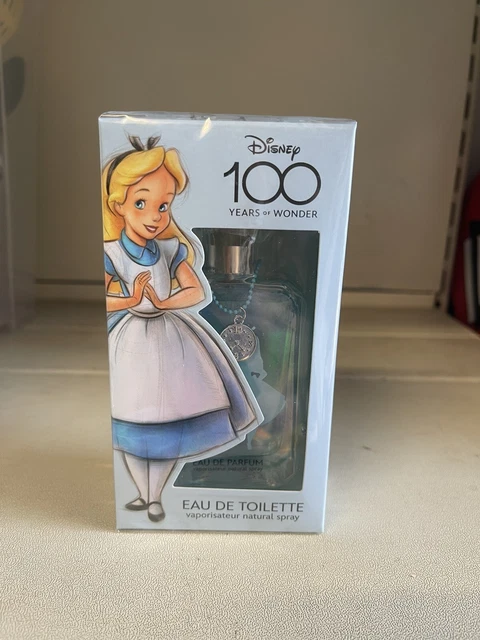 Disney
100
YEARS OF WONDER
EAU DE PARFUM
EAU DE TOILETTE
vaporisateur natural spray